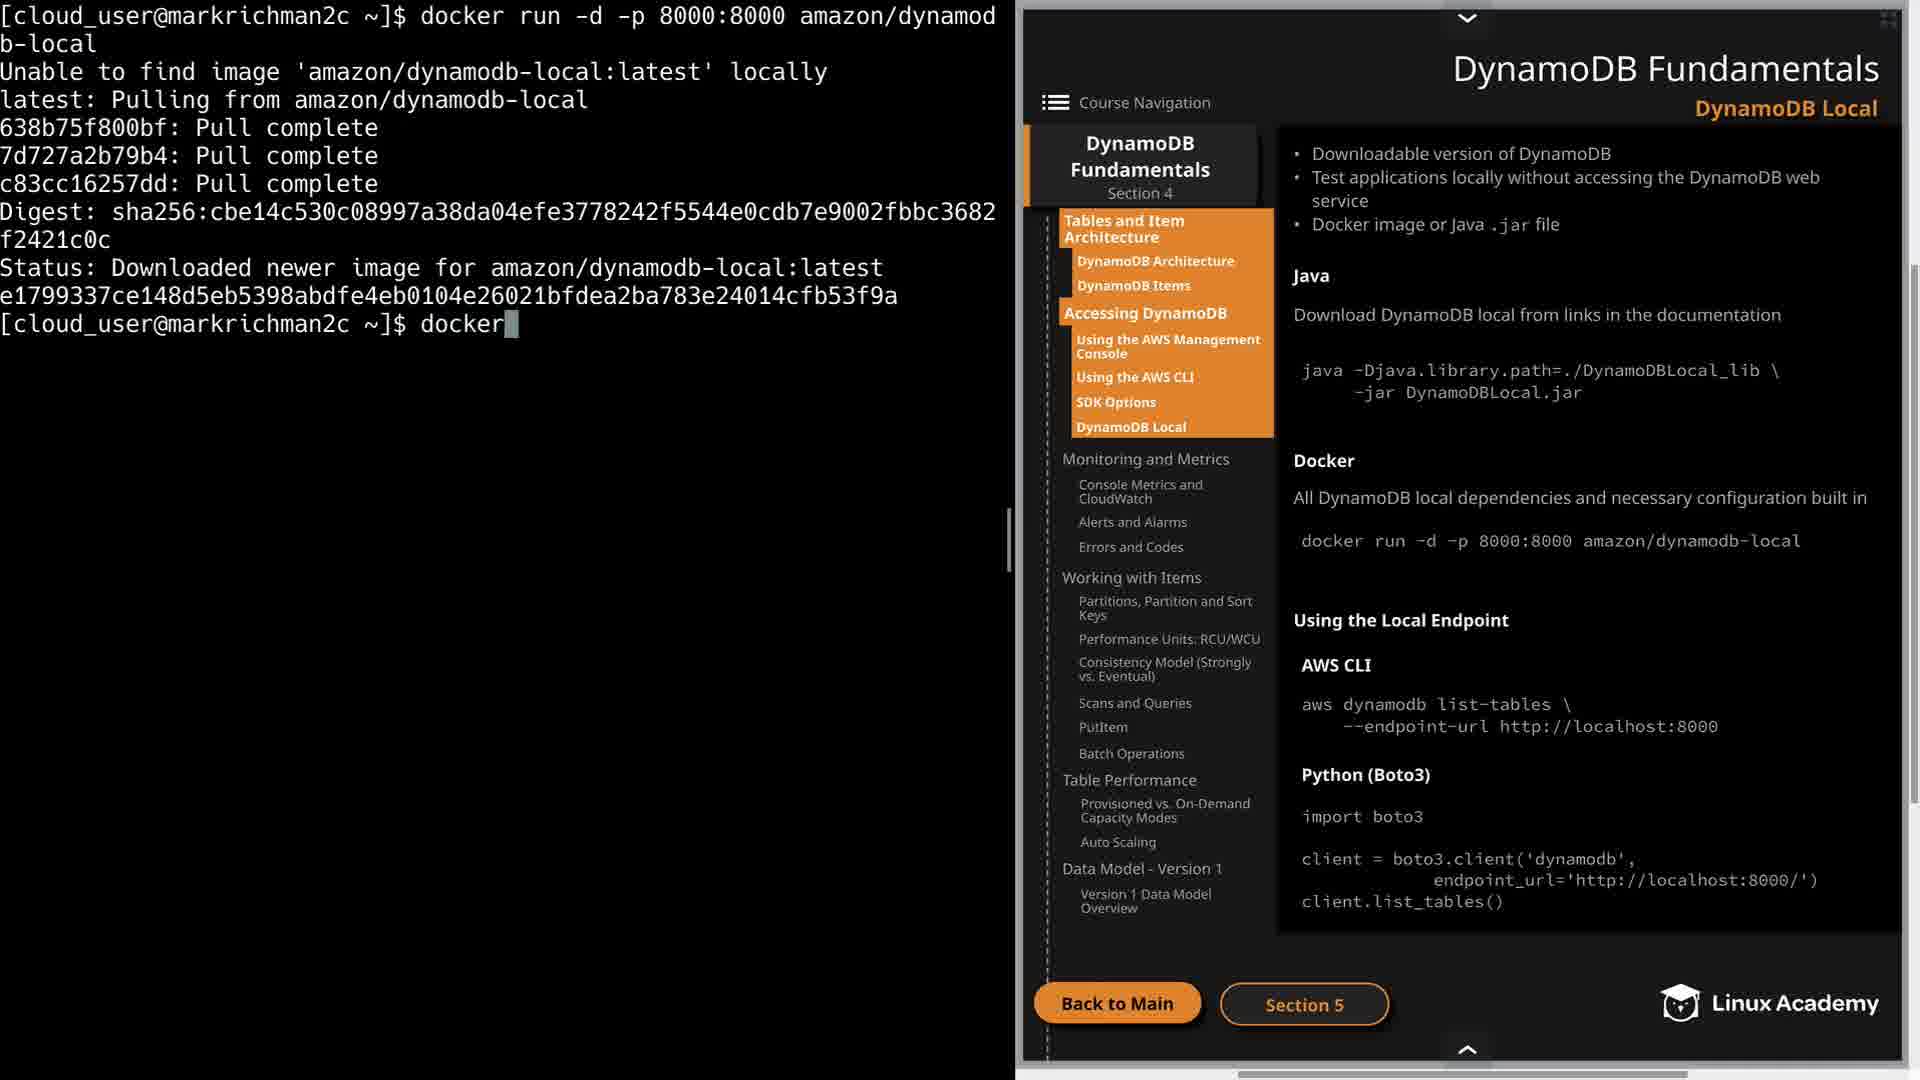 [cloud_user@markrichman2c ~]$ docker run -d -p 8000:8000 amazon/dynamod
b-local
Unable to find image 'amazon/dynamodb-local:latest' locally
latest: Pulling from amazon/dynamodb-local
638b75f800bf: Pull complete
7d727a2b79b4: Pull complete
c83cc16257dd: Pull complete
Digest: sha256:cbe14c530c08997a38da04efe3778242f5544e0cdb7e9002fbbc3682
f2421c0c
Status: Downloaded newer image for amazon/dynamodb-local:latest
e1799337ce148d5eb5398abdfe4eb0104e26021bfdea2ba783e24014cfb53f9a
[cloud_user@markrichman2c ~]$ docker
DynamoDB Fundamentals
DynamoDB Local
Course Navigation
DynamoDB
Fundamentals
Section 4
Tables and Item
Architecture
DynamoDB Architecture
DynamoDB Items
Accessing DynamoDB
Using the AWS Management
Console
Using the AWS CLI
SDK Options
DynamoDB Local
Monitoring and Metrics
Console Metrics and
CloudWatch
Alerts and Alarms
Errors and Codes
Working with Items
Partitions, Partition and Sort
Keys
Performance Units: RCU/WCU
Consistency Model (Strongly
vs. Eventual)
Scans and Queries
PutItem
Batch Operations
Table Performance
Provisioned vs. On-Demand
Capacity Modes
Auto Scaling
Data Model - Version 1
Version 1 Data Model
Overview
• Downloadable version of DynamoDB
• Test applications locally without accessing the DynamoDB web
service
• Docker image or Java .jar file
Java
Download DynamoDB local from links in the documentation
java -Djava.library.path=./DynamoDBLocal_lib \
-jar DynamoDBLocal.jar
Docker
All DynamoDB local dependencies and necessary configuration built in
docker run -d -p 8000:8000 amazon/dynamodb-local
Using the Local Endpoint
AWS CLI
aws dynamodb list-tables \
--endpoint-url http://localhost:8000
Python (Boto3)
import boto3
client = boto3.client('dynamodb',
endpoint_url='http://localhost:8000/')
client.list_tables()
Back to Main
Section 5
Linux Academy